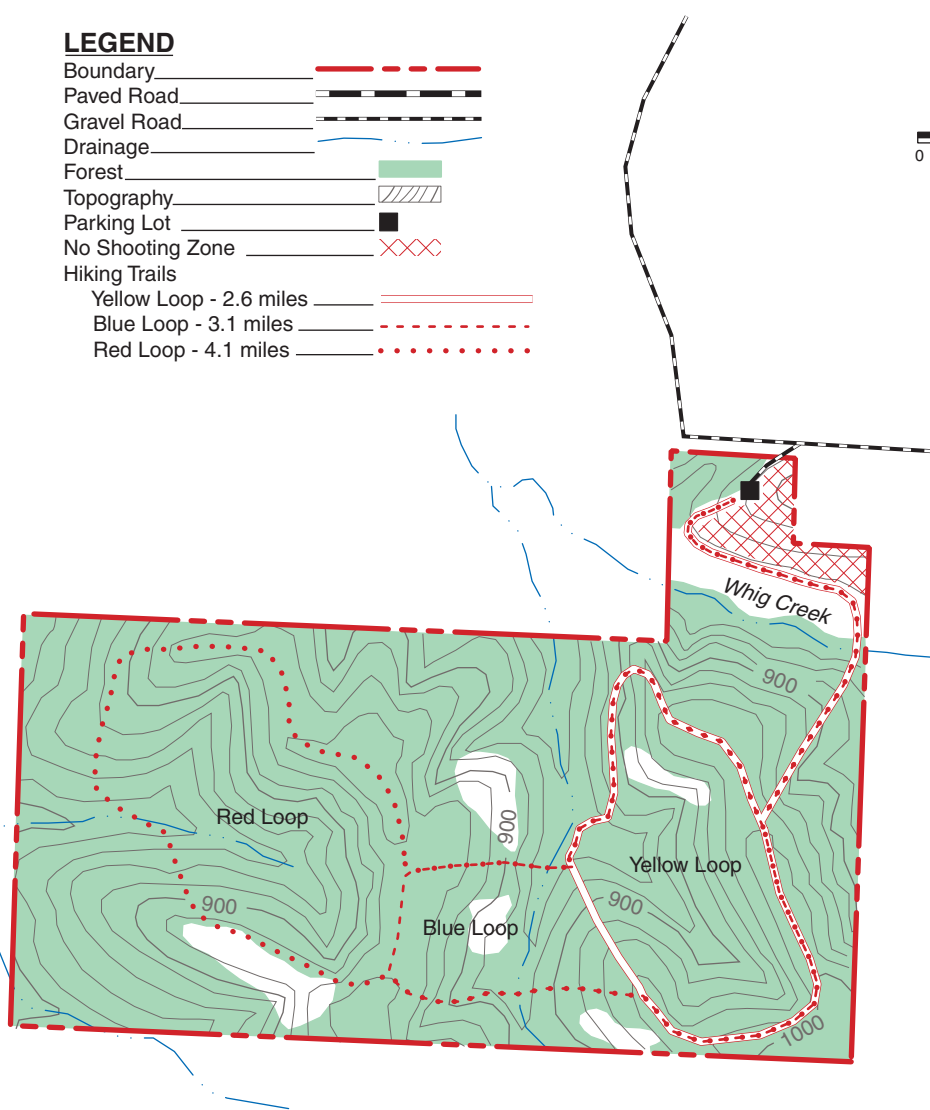 LEGEND
Boundary
Paved Road
Gravel Road
Drainage
Forest
Topography
Parking Lot
No Shooting Zone
Hiking Trails
Yellow Loop - 2.6 miles
Blue Loop - 3.1 miles
Red Loop - 4.1 miles
0
Whig Creek
900
Red Loop
900
Yellow Loop
900
900
Blue Loop
1000